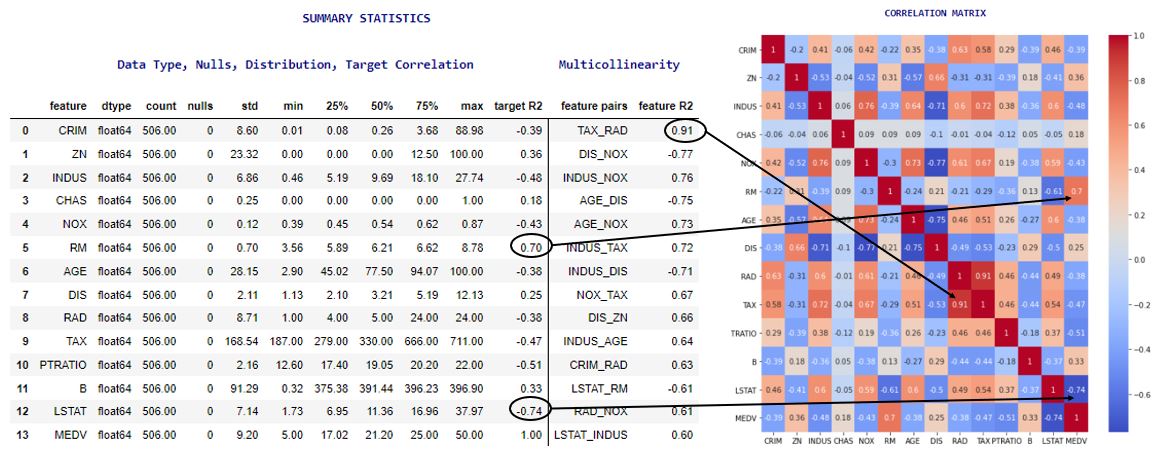 SUMMARY STATISTICS
Data Type, Nulls, Distribution, Target Correlation Multicollinearity
feature dtype count nulls std min 25% 50% 75% max target R2 feature pairs feature R2
0 CRIM float64 506.00 0 8.60 0.01 0.08 0.26 3.68 88.98 -0.39 TAX_RAD 0.91
1 ZN float64 506.00 0 23.32 0.00 0.00 0.00 12.50 100.00 0.36 DIS_NOX -0.77
2 INDUS float64 506.00 0 6.86 0.46 5.19 9.69 18.10 27.74 -0.48 INDUS_NOX 0.76
3 CHAS float64 506.00 0 0.25 0.00 0.00 0.00 0.00 1.00 0.18 AGE_DIS -0.75
4 NOX float64 506.00 0 0.12 0.39 0.45 0.54 0.62 0.87 -0.43 AGE_NOX 0.73
5 RM float64 506.00 0 0.70 3.56 5.89 6.21 6.62 8.78 0.70 INDUS_TAX 0.72
6 AGE float64 506.00 0 28.15 2.90 45.02 77.50 94.07 100.00 -0.38 INDUS_DIS -0.71
7 DIS float64 506.00 0 2.11 1.13 2.10 3.21 5.19 12.13 0.25 NOX_TAX 0.67
8 RAD float64 506.00 0 8.71 1.00 4.00 5.00 24.00 24.00 -0.38 DIS_ZN 0.66
9 TAX float64 506.00 0 168.54 187.00 279.00 330.00 666.00 711.00 -0.47 INDUS_AGE 0.64
10 PTRATIO float64 506.00 0 2.16 12.60 17.40 19.05 20.20 22.00 -0.51 CRIM_RAD 0.63
11 B float64 506.00 0 91.29 0.32 375.38 391.44 396.23 396.90 0.33 LSTAT_RM -0.61
12 LSTAT float64 506.00 0 7.14 1.73 6.95 11.36 16.96 37.97 -0.74 RAD_NOX 0.61
13 MEDV float64 506.00 0 9.20 5.00 17.02 21.20 25.00 50.00 1.00 LSTAT_INDUS 0.60
CORRELATION MATRIX
CRIM 1 -0.2 0.41 -0.06 0.42 -0.22 0.35 -0.38 0.63 0.58 0.29 -0.39 0.46 -0.39
ZN -0.2 1 -0.53 -0.04 -0.52 0.31 -0.57 0.66 -0.31 -0.31 -0.39 0.18 -0.41 0.36
INDUS 0.41 -0.53 1 0.06 0.76 -0.39 0.64 -0.71 0.6 0.72 0.38 -0.36 0.6 -0.48
CHAS -0.06 -0.04 0.06 1 0.09 0.09 0.09 -0.1 -0.01 -0.04 -0.12 0.05 -0.05 0.18
NOX 0.42 -0.52 0.76 0.09 1 -0.3 0.73 -0.77 0.61 0.67 0.19 -0.38 0.59 -0.43
RM -0.22 0.31 -0.39 0.09 -0.3 1 -0.24 0.21 -0.21 -0.29 -0.36 0.13 -0.61 0.7
AGE 0.35 -0.57 0.73 -0.24 1 -0.75 0.46 0.51 0.26 -0.27 0.6 -0.38
DIS -0.38 0.66 -0.71 -0.1 -0.77 0.21 -0.75 1 -0.49 -0.53 -0.23 0.29 -0.5 0.25
RAD 0.63 -0.31 0.6 -0.01 0.61 -0.21 0.46 -0.49 1 0.91 0.46 -0.44 0.49 -0.38
TAX 0.58 -0.31 0.72 -0.04 0.67 -0.29 0.51 -0.53 0.91 1 0.46 -0.44 0.54 -0.47
TRATIO 0.29 -0.39 0.38 -0.12 0.19 -0.36 0.26 -0.23 0.46 0.46 1 -0.18 0.37 -0.51
B -0.39 0.18 -0.36 0.05 -0.38 0.13 -0.27 0.29 -0.44 -0.44 -0.18 1 -0.37 0.33
LSTAT 0.46 -0.41 0.6 -0.05 0.59 -0.61 0.6 -0.5 0.49 0.54 0.37 -0.37 1 -0.74
MEDV -0.39 0.36 -0.48 0.18 -0.43 0.7 -0.38 0.25 -0.38 -0.47 -0.51 0.33 -0.74 1
CRIM ZN INDUS CHAS NOX RM AGE DIS RAD TAX PTRATIO B LSTAT MEDV
1.0
0.8
0.6
0.4
0.2
0.0
-0.2
-0.4
-0.6